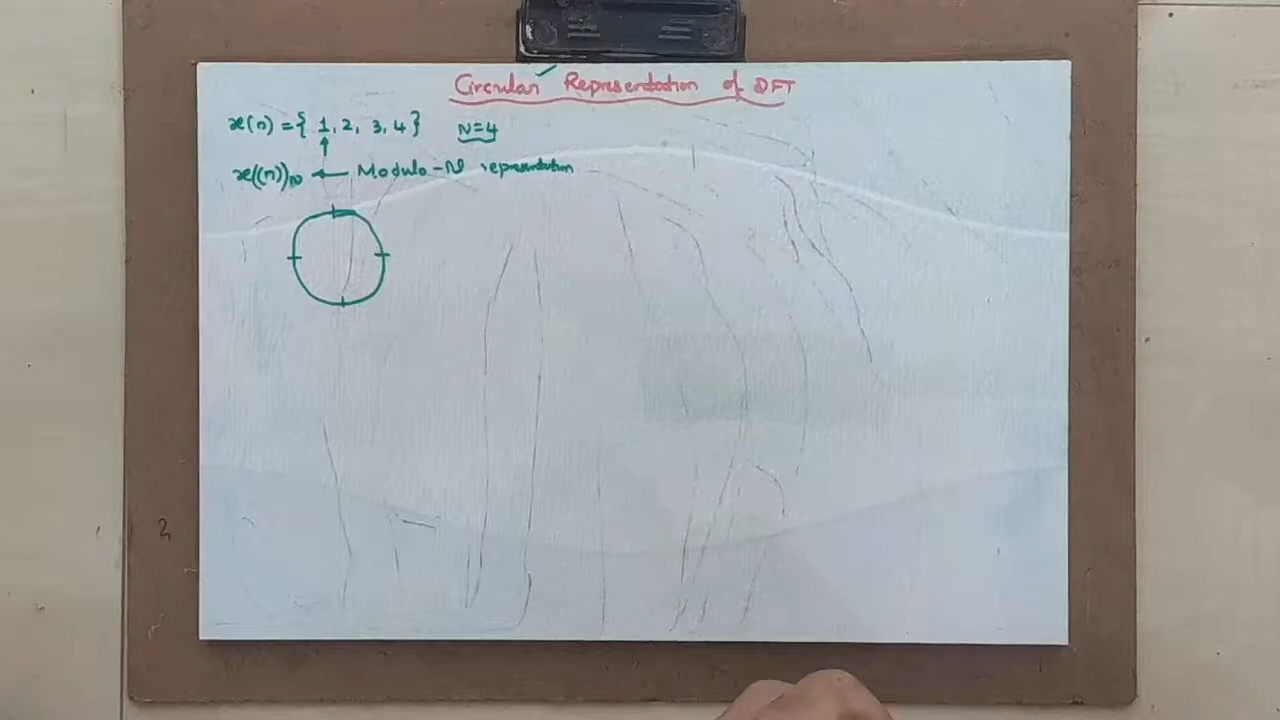 Circular Representation of DFT
x(n) = { 1, 2, 3, 4 } N=4
↑
x((n))N ← Modulo-N representation